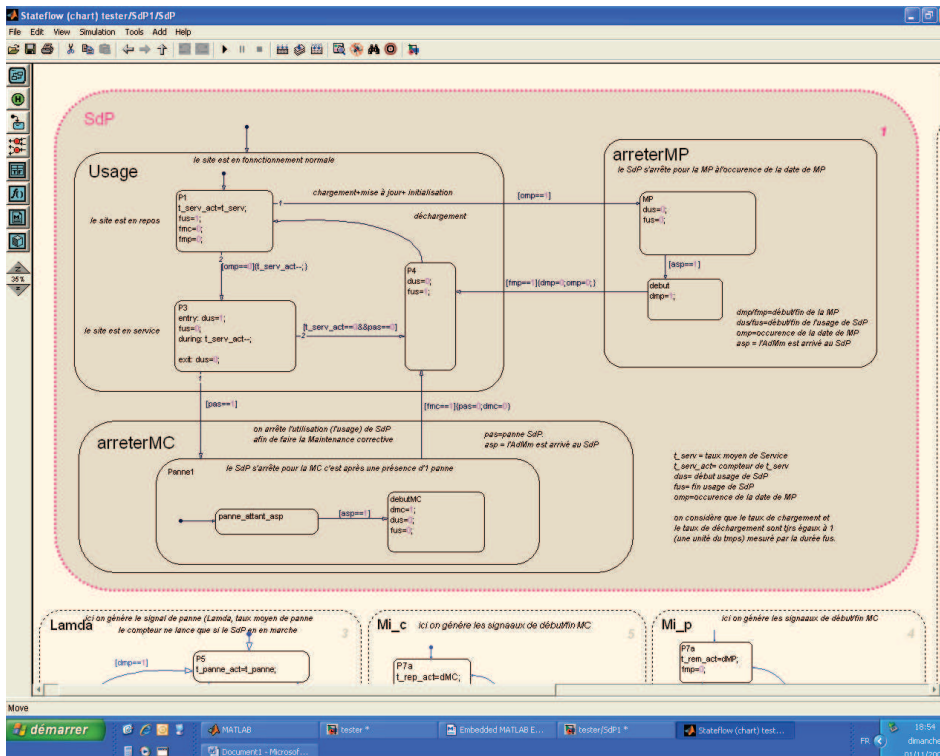 Stateflow (chart) tester/SdP1/SdP
File Edit View Simulation Tools Add Help
35%
SdP
1
Usage
le site est en fonctionnement normale
le site est en repos
P1
t_serv_act=t_serv;
fus=1;
fmc=0;
fmp=0;
1
chargement+mise à jour+ initialisation
[omp==1]
déchargement
2
[omp==0]{t_serv_act--;}
le site est en service
P3
entry: dus=1;
fus=0;
during: t_serv_act--;
exit: dus=0;
1
[t_serv_act==0&&pas==0]
2
P4
dus=0;
fus=1;
[fmp==1]{dmp=0;omp=0;}
arreterMP
le SdP s'arrête pour la MP àl'occurence de la date de MP
MP
dus=0;
fus=0;
[asp==1]
debut
dmp=1;
dmp/fmp=début/fin de la MP
dus/fus=début/fin de l'usage de SdP
omp=occurence de la date de MP
asp = l'AdMm est arrivé au SdP
[pas==1]
[fmc==1]{pas=0;dmc=0}
arreterMC
on arrête l'utilisation (l'usage) de SdP
afin de faire la Maintenance corrective
pas=panne SdP.
asp = l'AdMm est arrivé au SdP
Panne1
le SdP s'arrête pour la MC c'est après une présence d'1 panne
panne_attant_asp
[asp==1]
debutMC
dmc=1;
dus=0;
fus=0;
t_serv = taux moyen de Service
t_serv_act= compteur de t_serv
dus= début usage de SdP
fus= fin usage de SdP
omp=occurence de la date de MP
on considère que le taux de chargement et
le taux de déchargement sont tjrs égaux à 1
(une unité du tmps) mesuré par la durée fus.
Lamda
ici on génère le signal de panne (Lamda, taux moyen de panne
le compteur ne lance que si le SdP en en marche
3
[dmp==1]
P5
t_panne_act=t_panne;
Mi_c
ici on génère les signaaux de début/fin MC
5
P7a
t_rep_act=dMC;
Mi_p
ici on génère les signaaux de début/fin MC
4
P7a
t_rem_act=dMP;
fmp=0;
Move
démarrer
MATLAB
tester *
Embedded MATLAB E...
tester/SdP1 *
Stateflow (chart) test...
Document1 - Microsof...
FR
18:54
dimanche
01/11/200